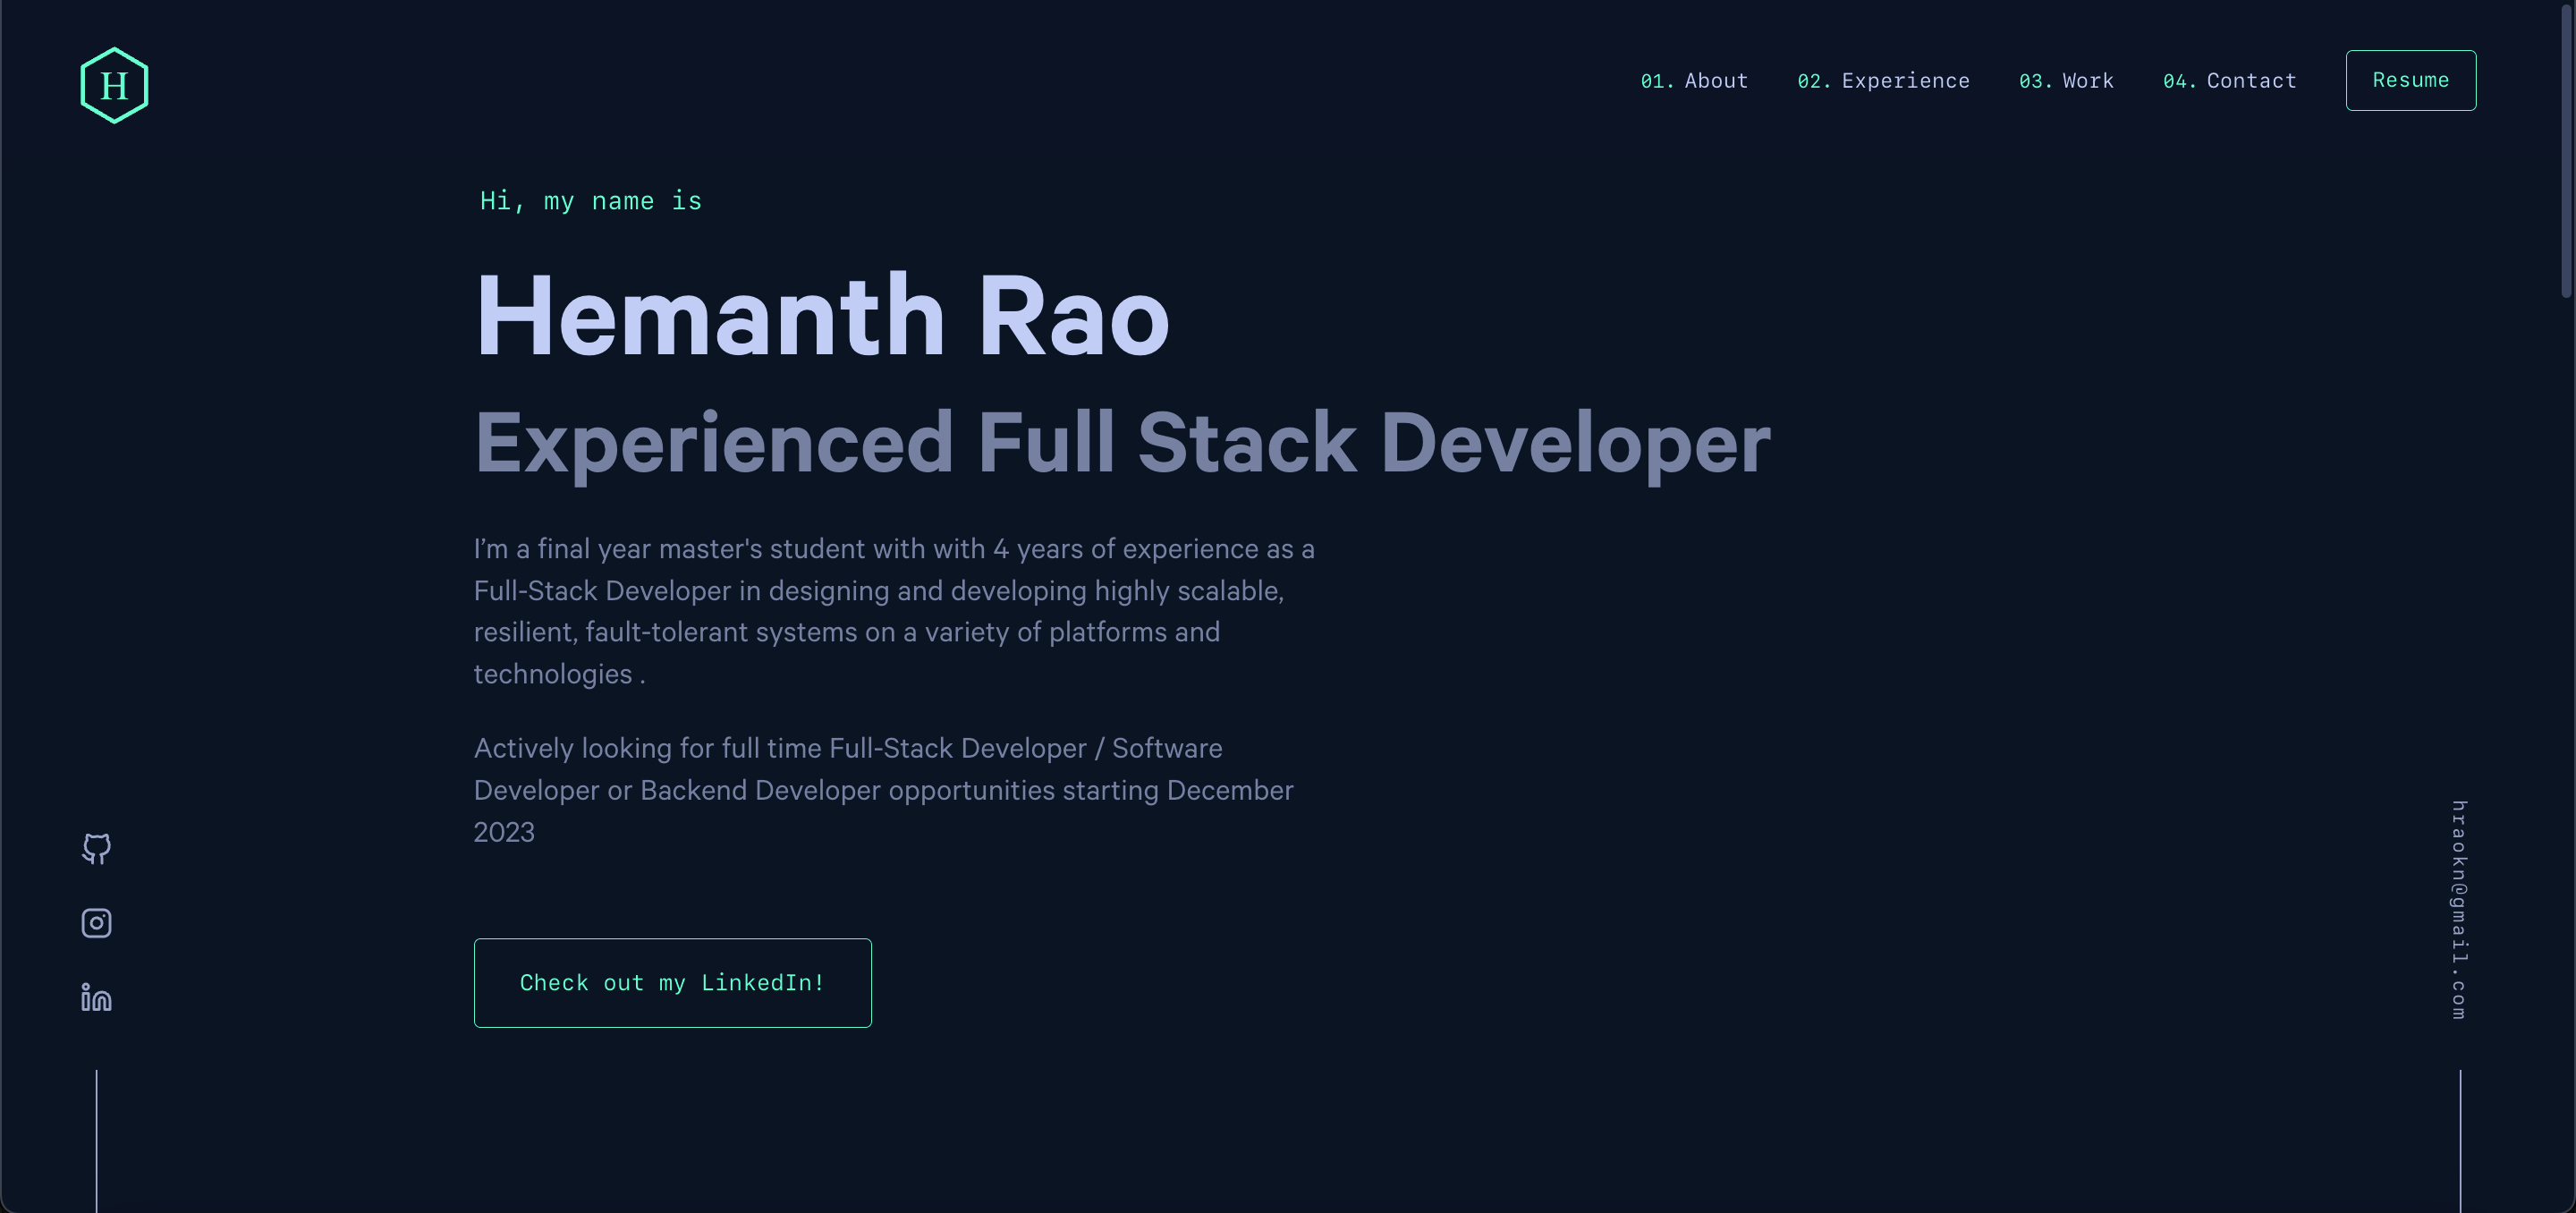 H
01. About 02. Experience 03. Work 04. Contact Resume
Hi, my name is
Hemanth Rao
Experienced Full Stack Developer
I’m a final year master's student with with 4 years of experience as a
Full-Stack Developer in designing and developing highly scalable,
resilient, fault-tolerant systems on a variety of platforms and
technologies .
Actively looking for full time Full-Stack Developer / Software
Developer or Backend Developer opportunities starting December
2023
Check out my LinkedIn!
in
hraokn@gmail.com